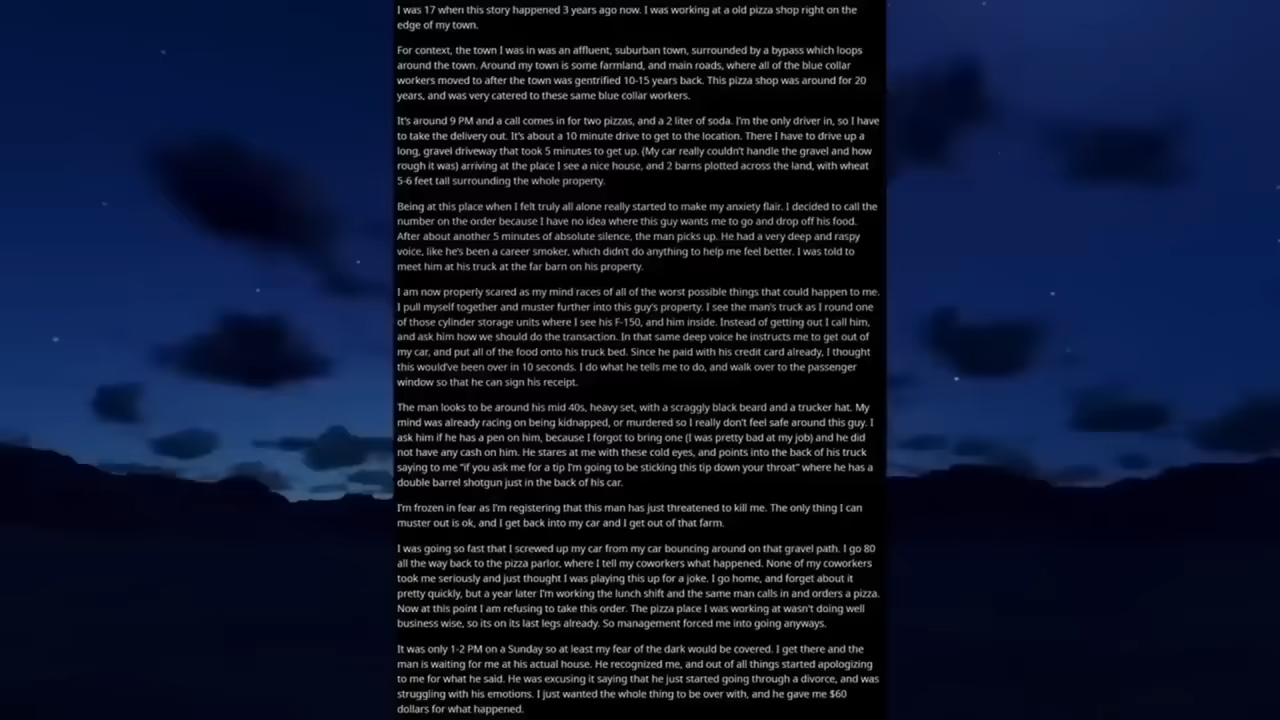 I was 17 when this story happened 3 years ago now. I was working at a old pizza shop right on the
edge of my town.
For context, the town I was in was an affluent, suburban town, surrounded by a bypass which loops
around the town. Around my town is some farmland, and main roads, where all of the blue collar
workers moved to after the town was gentrified 10-15 years back. This pizza shop was around for 20
years, and was very catered to these same blue collar workers.
It's around 9 PM and a call comes in for two pizzas, and a 2 liter of soda. I'm the only driver in, so I have
to take the delivery out. It's about a 10 minute drive to get to the location. There I have to drive up a
long, gravel driveway that took 5 minutes to get up. (My car really couldn't handle the gravel and how
rough it was) arriving at the place I see a nice house, and 2 barns plotted across the land, with wheat
5-6 feet tall surrounding the whole property.
Being at this place when I felt truly all alone really started to make my anxiety flair. I decided to call the
number on the order because I have no idea where this guy wants me to go and drop off his food.
After about another 5 minutes of absolute silence, the man picks up. He had a very deep and raspy
voice, like he's been a career smoker, which didn't do anything to help me feel better. I was told to
meet him at his truck at the far barn on his property.
I am now properly scared as my mind races of all of the worst possible things that could happen to me.
I pull myself together and muster further into this guy's property. I see the man's truck as I round one
of those cylinder storage units where I see his F-150, and him inside. Instead of getting out I call him,
and ask him how we should do the transaction. In that same deep voice he instructs me to get out of
my car, and put all of the food onto his truck bed. Since he paid with his credit card already, I thought
this would've been over in 10 seconds. I do what he tells me to do, and walk over to the passenger
window so that he can sign his receipt.
The man looks to be around his mid 40s, heavy set, with a scraggly black beard and a trucker hat. My
mind was already racing on being kidnapped, or murdered so I really don't feel safe around this guy. I
ask him if he has a pen on him, because I forgot to bring one (I was pretty bad at my job) and he did
not have any cash on him. He stares at me with these cold eyes, and points into the back of his truck
saying to me "if you ask me for a tip I'm going to be sticking this tip down your throat" where he has a
double barrel shotgun just in the back of his car.
I'm frozen in fear as I'm registering that this man has just threatened to kill me. The only thing I can
muster out is ok, and I get back into my car and I get out of that farm.
I was going so fast that I screwed up my car from my car bouncing around on that gravel path. I go 80
all the way back to the pizza parlor, where I tell my coworkers what happened. None of my coworkers
took me seriously and just thought I was playing this up for a joke. I go home, and forget about it
pretty quickly, but a year later I'm working the lunch shift and the same man calls in and orders a pizza.
Now at this point I am refusing to take this order. The pizza place I was working at wasn't doing well
business wise, so its on its last legs already. So management forced me into going anyways.
It was only 1-2 PM on a Sunday so at least my fear of the dark would be covered. I get there and the
man is waiting for me at his actual house. He recognized me, and out of all things started apologizing
to me for what he said. He was excusing it saying that he just started going through a divorce, and was
struggling with his emotions. I just wanted the whole thing to be over with, and he gave me $60
dollars for what happened.